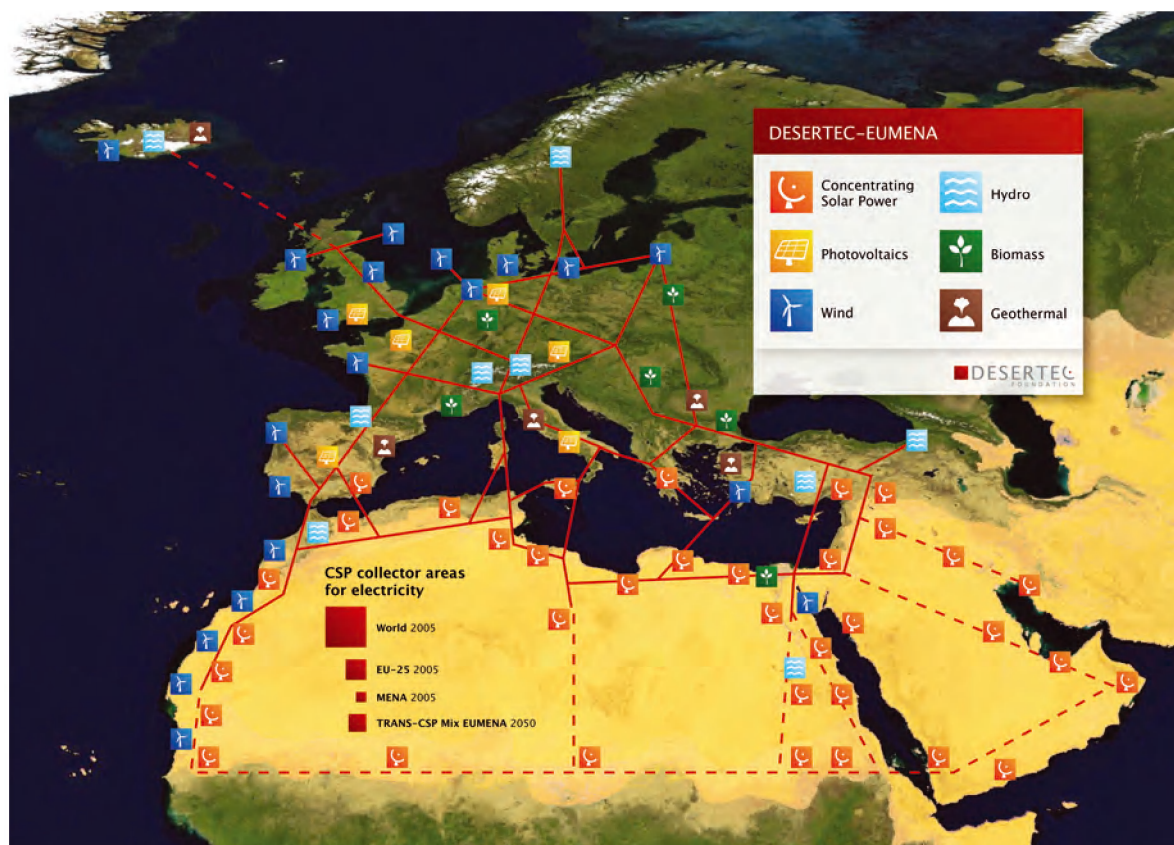 DESERTEC-EUMENA
Concentrating
Solar Power
Hydro
Photovoltaics
Biomass
Wind
Geothermal
DESERTEC
FOUNDATION
CSP collector areas
for electricity
World 2005
EU-25 2005
MENA 2005
TRANS-CSP Mix EUMENA 2050